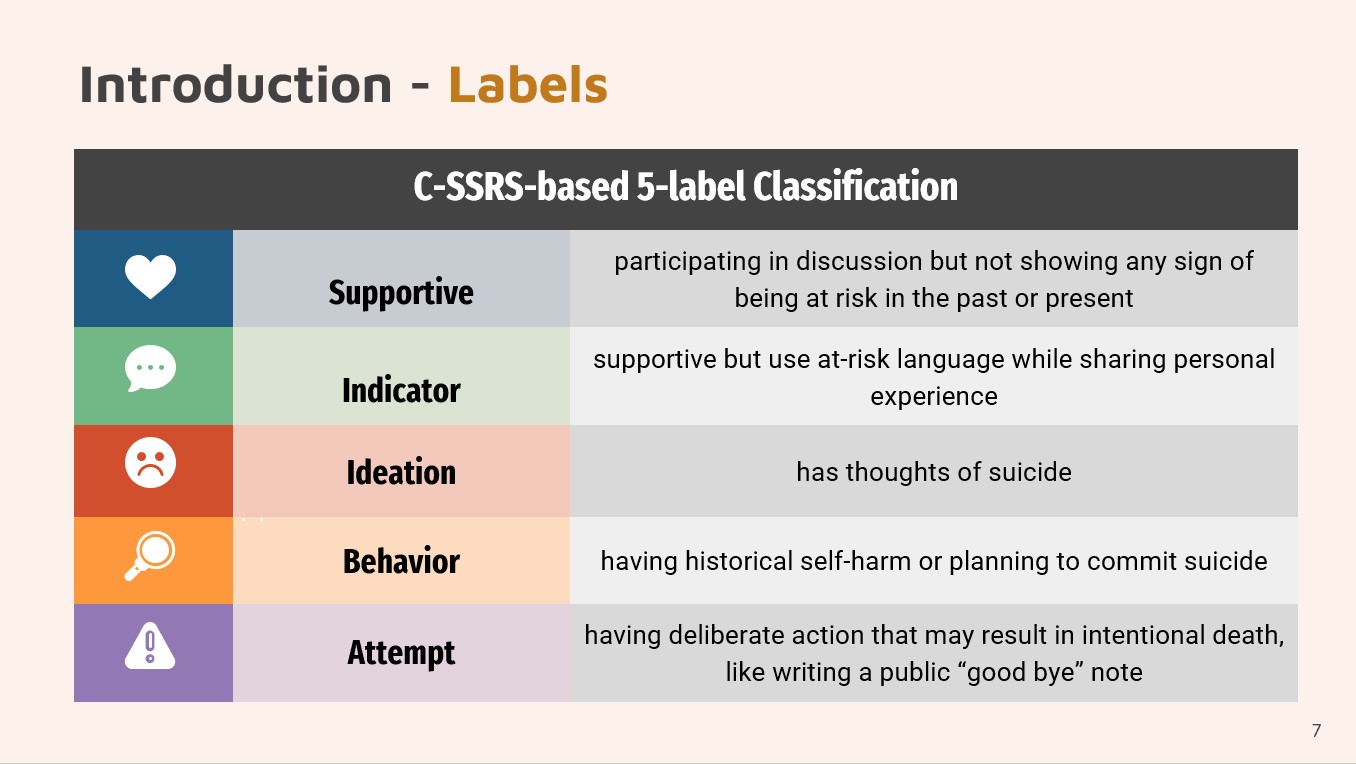 Introduction - Labels
C-SSRS-based 5-label Classification
Supportive
participating in discussion but not showing any sign of
being at risk in the past or present
Indicator
supportive but use at-risk language while sharing personal
experience
Ideation
has thoughts of suicide
Behavior
having historical self-harm or planning to commit suicide
Attempt
having deliberate action that may result in intentional death,
like writing a public “good bye” note
7